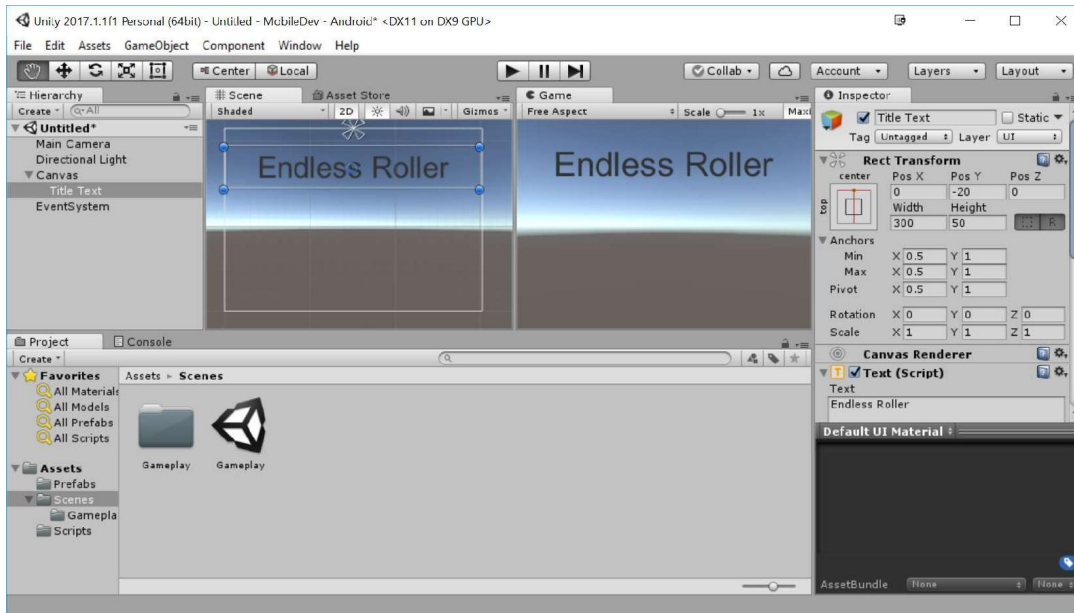 Unity 2017.1.1f1 Personal (64bit) - Untitled - MobileDev - Android* <DX11 on DX9 GPU>
File Edit Assets GameObject Component Window Help
Center Local Collab Account Layers Layout
Hierarchy
Create All
Untitled*
Main Camera
Directional Light
Canvas
Title Text
EventSystem
Scene Asset Store
Shaded 2D Gizmos
Endless Roller
Game
Free Aspect Scale 1x Maxi
Endless Roller
Inspector
Title Text Static
Tag Untagged Layer UI
Rect Transform
center Pos X Pos Y Pos Z
top 0 -20 0
Width Height
300 50 R
Anchors
Min X 0.5 Y 1
Max X 0.5 Y 1
Pivot X 0.5 Y 1
Rotation X 0 Y 0 Z 0
Scale X 1 Y 1 Z 1
Canvas Renderer
Text (Script)
Text
Endless Roller
Default UI Material
AssetBundle None None
Project Console
Create
Favorites
All Materials
All Models
All Prefabs
All Scripts
Assets
Prefabs
Scenes
Gamepla
Scripts
Assets Scenes
Gameplay Gameplay